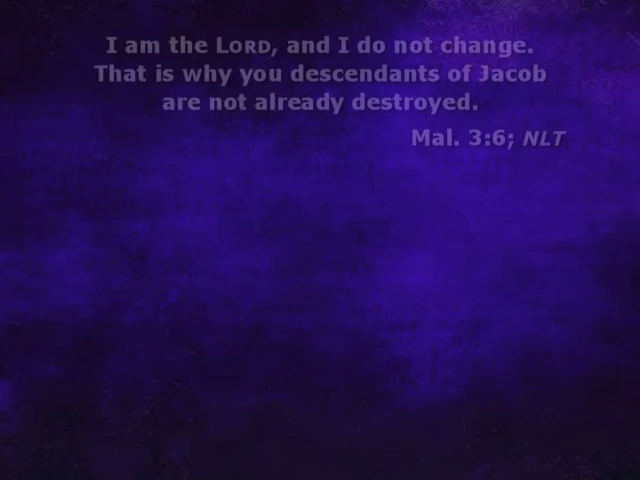 I am the LORD, and I do not change.
That is why you descendants of Jacob
are not already destroyed.
Mal. 3:6; NLT